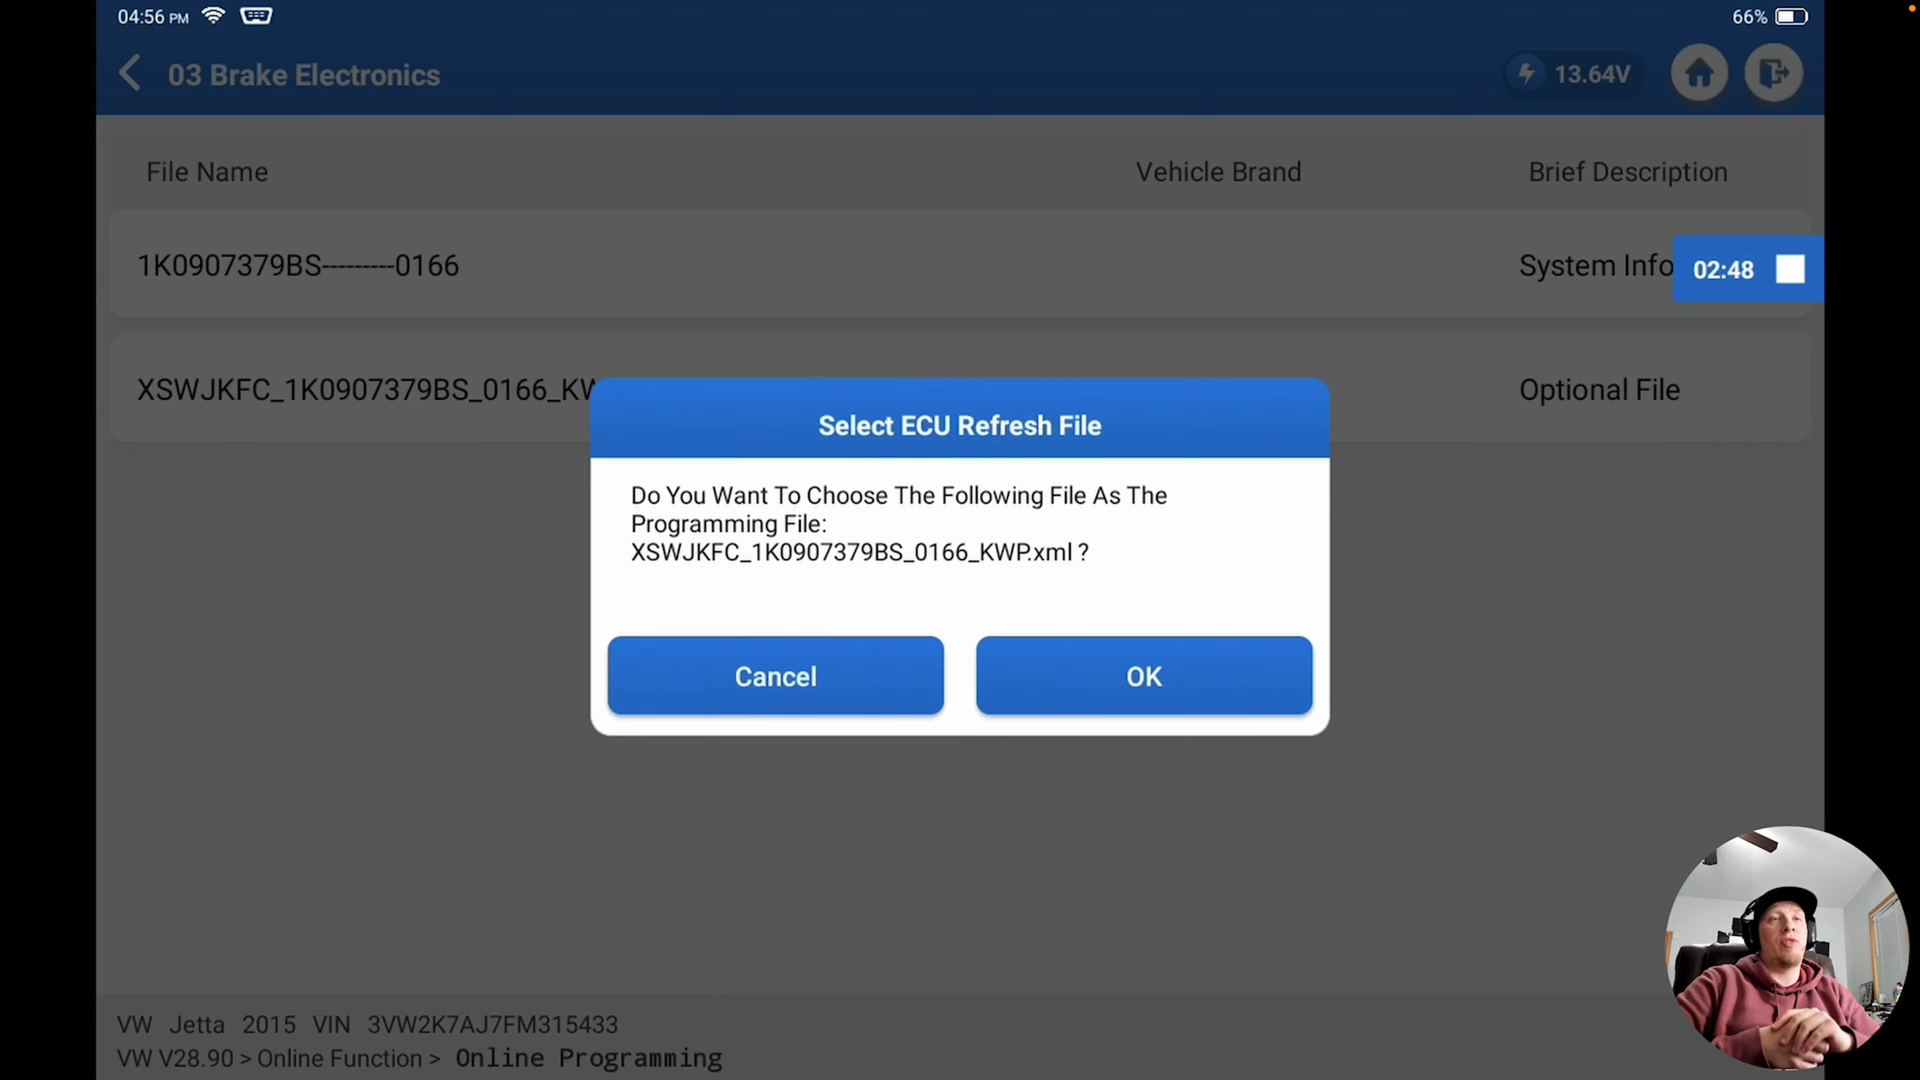 04:56 PM
66%
03 Brake Electronics
13.64V
File Name
Vehicle Brand
Brief Description
1K0907379BS---------0166
System Info
02:48
XSWJKFC_1K0907379BS_0166_KW
Optional File
Select ECU Refresh File
Do You Want To Choose The Following File As The
Programming File:
XSWJKFC_1K0907379BS_0166_KWP.xml ?
Cancel
OK
VW Jetta 2015 VIN 3VW2K7AJ7FM315433
VW V28.90 > Online Function > Online Programming